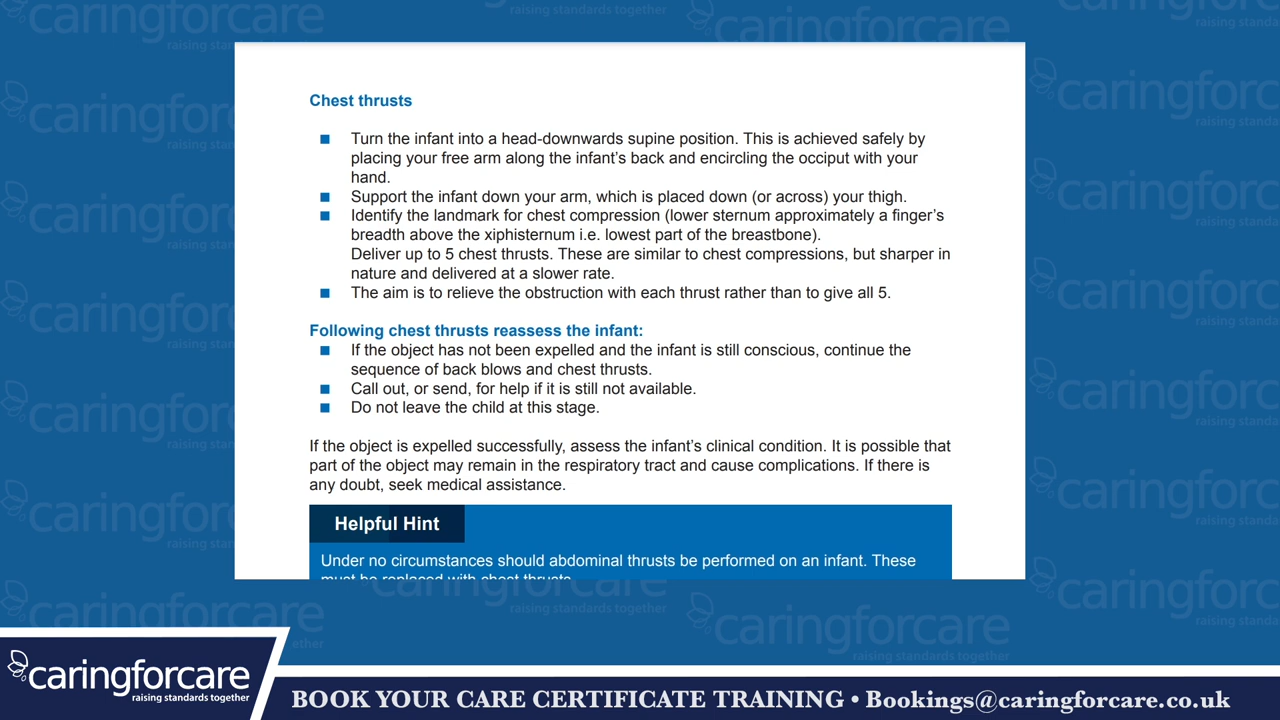 Chest thrusts
Turn the infant into a head-downwards supine position. This is achieved safely by
placing your free arm along the infant's back and encircling the occiput with your
hand.
Support the infant down your arm, which is placed down (or across) your thigh.
Identify the landmark for chest compression (lower sternum approximately a finger's
breadth above the xiphisternum i.e. lowest part of the breastbone).
Deliver up to 5 chest thrusts. These are similar to chest compressions, but sharper in
nature and delivered at a slower rate.
The aim is to relieve the obstruction with each thrust rather than to give all 5.
Following chest thrusts reassess the infant:
If the object has not been expelled and the infant is still conscious, continue the
sequence of back blows and chest thrusts.
Call out, or send, for help if it is still not available.
Do not leave the child at this stage.
If the object is expelled successfully, assess the infant's clinical condition. It is possible that
part of the object may remain in the respiratory tract and cause complications. If there is
any doubt, seek medical assistance.
Helpful Hint
Under no circumstances should abdominal thrusts be performed on an infant. These
must be replaced with chest thrusts
caringforcare
raising standards together
BOOK YOUR CARE CERTIFICATE TRAINING • Bookings@caringforcare.co.uk